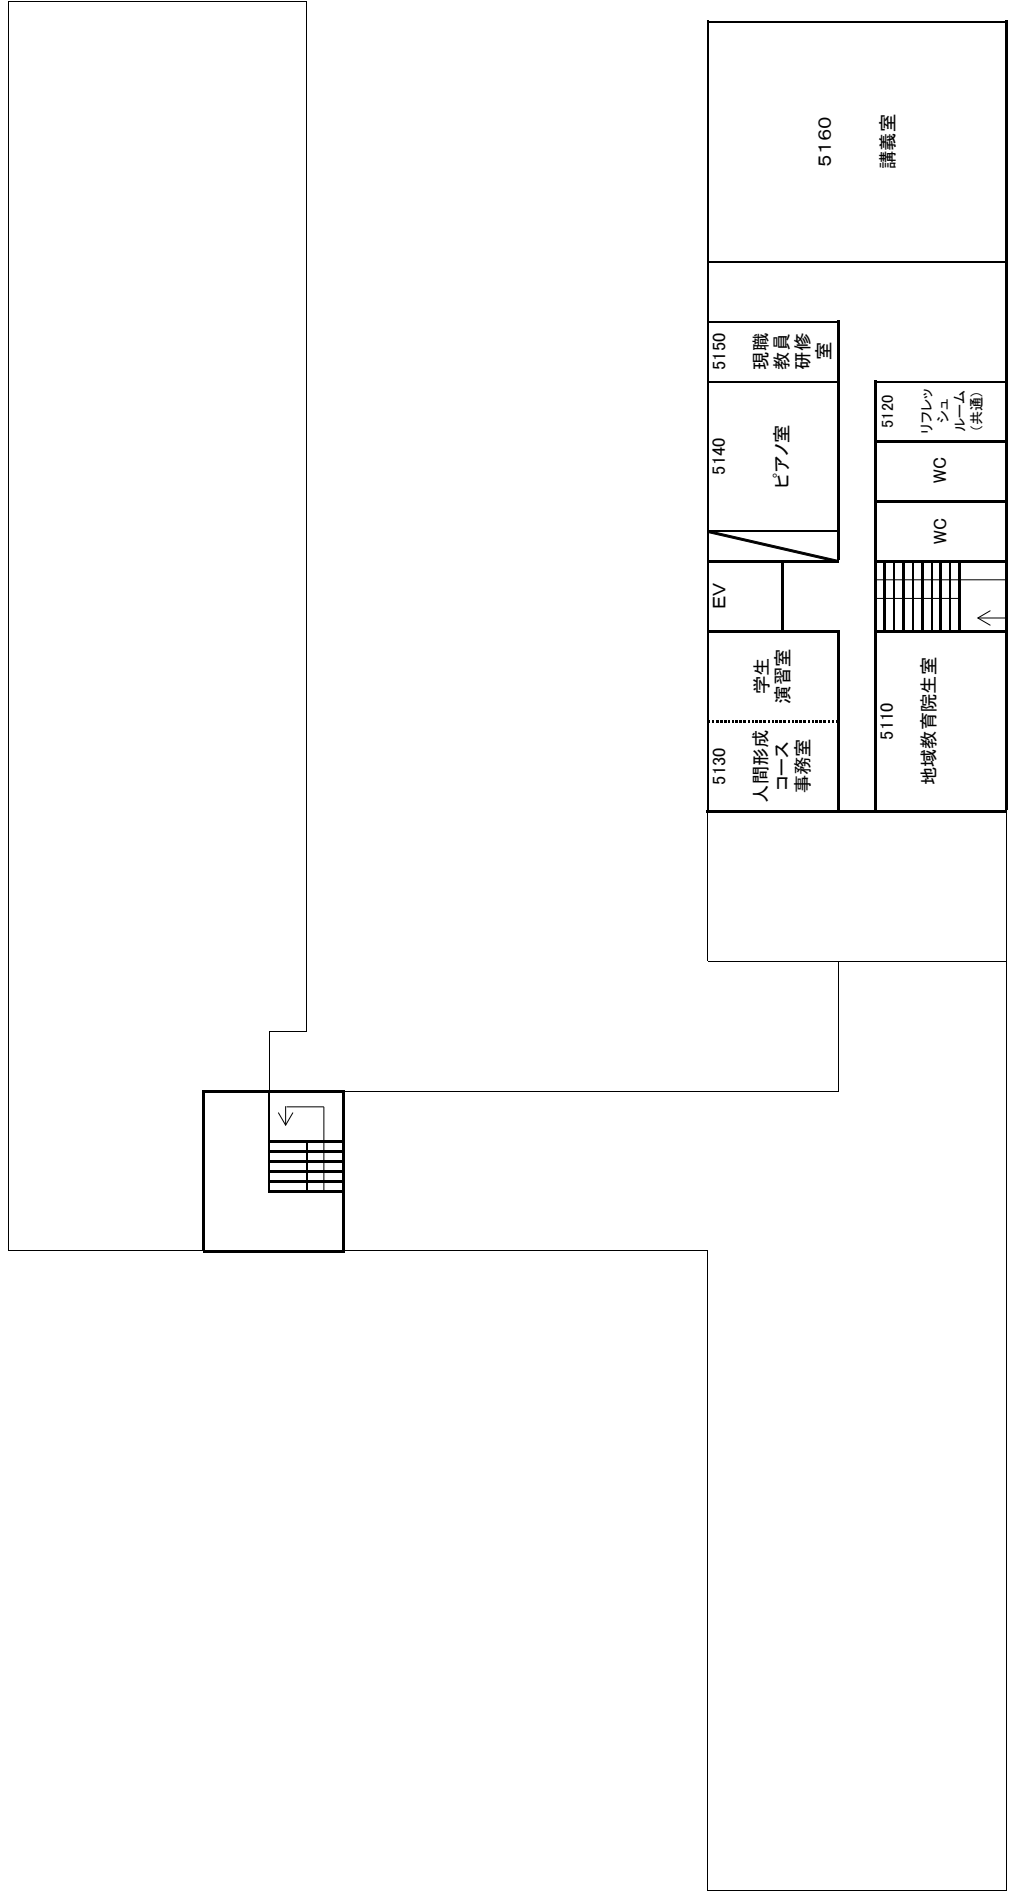 5160
講義室
5150
現職
教員
研修
室
5140
ピアノ室
EV
学生
演習室
5130
人間形成
コース
事務室
5120
リフレッ
シュ
ルーム
（共通）
WC
WC
5110
地域教育院生室